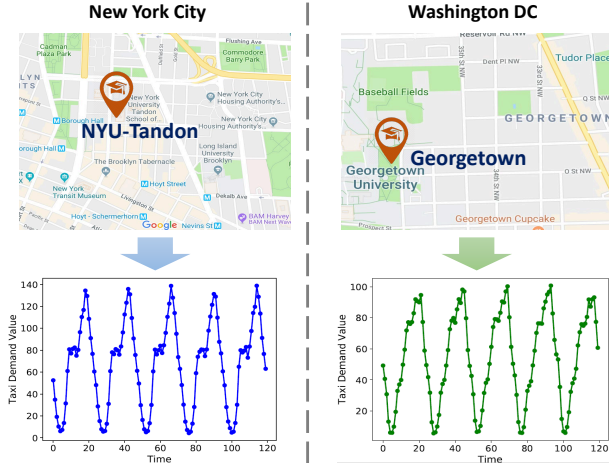 New York City
Washington DC
Cadman
Plaza Park
Flushing Ave
Commodore
Barry Park
New York
University
Tandon
School of...
New York City
Housing Authority's...
NYU-Tandon
Borough Hall
New York City
Housing Authority's...
Long Island
University
Brooklyn
The Brooklyn Tabernacle
New York
Transit Museum
Hoyt Street
Livingston St
Dekalb Ave
Hoyt - Schermerhorn
Google
Nevins St
BAM Harvey
Reservoir Rd NW
35th St NW
33rd St NW
Dent Pl NW
Tudor Place
Baseball Fields
GEORGETOWN
Georgetown
Georgetown
University
Q St NW
O St NW
34th St NW
Georgetown Cupcake
Prospect St
Taxi Demand Value
140
120
100
80
60
40
20
0
0 20 40 60 80 100 120
Time
Taxi Demand Value
100
80
60
40
20
0 20 40 60 80 100 120
Time